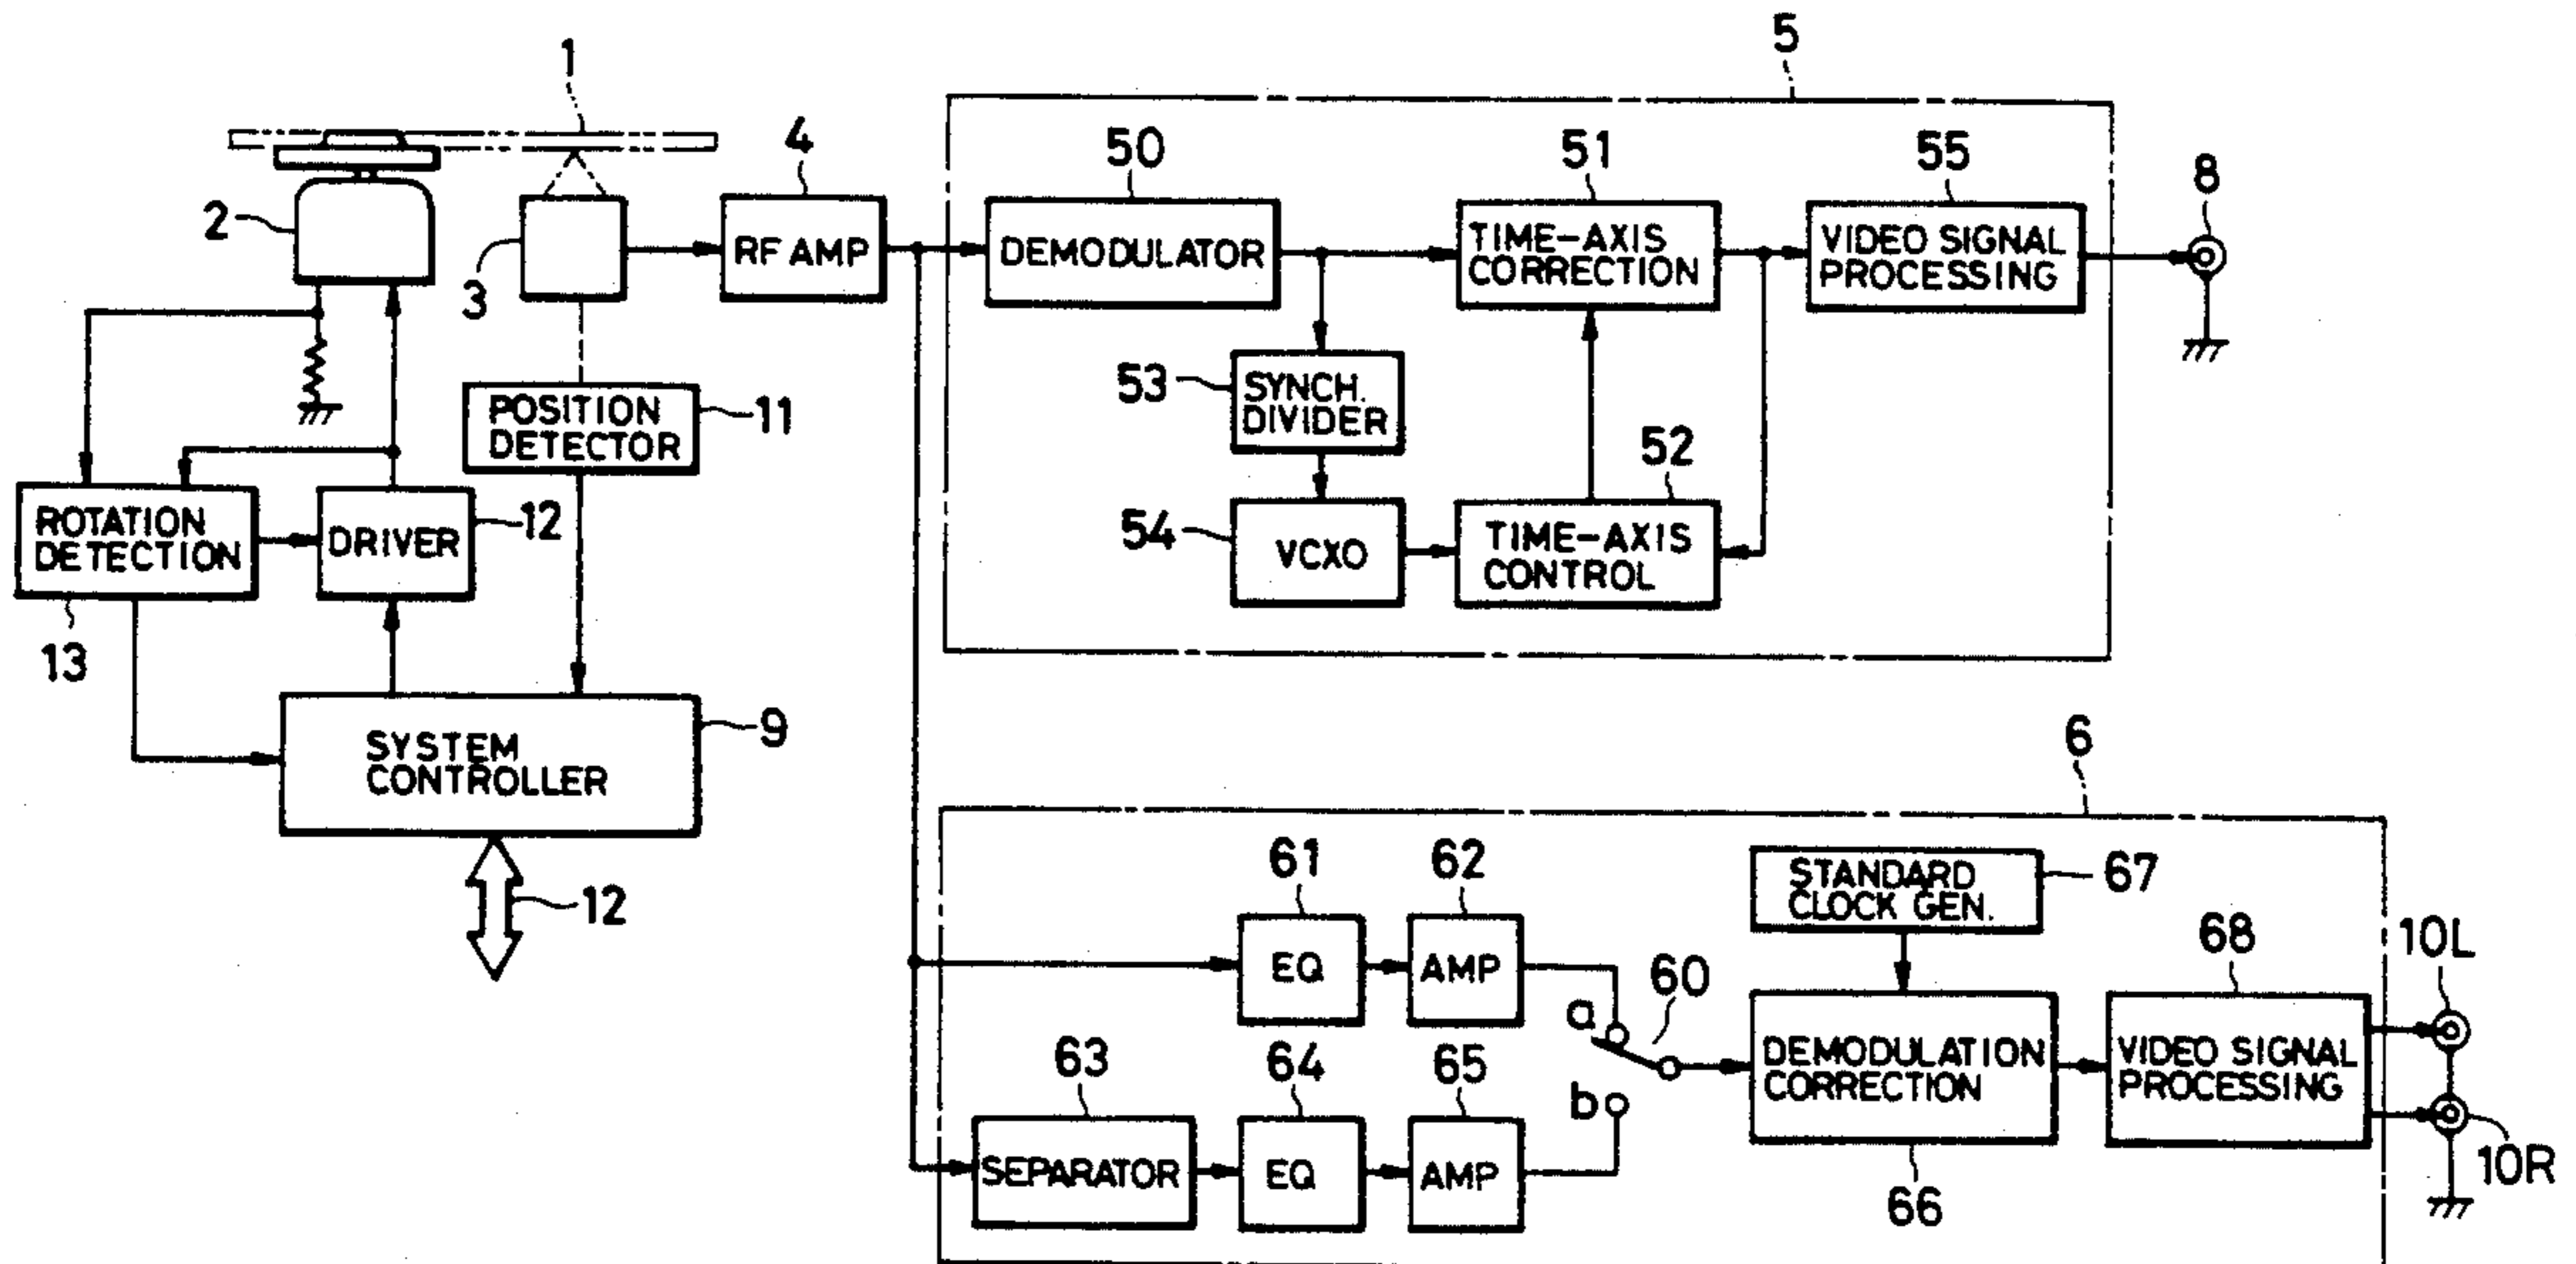 1
2
3
4
RF AMP
POSITION
DETECTOR
11
ROTATION
DETECTION
13
DRIVER
12
SYSTEM
CONTROLLER
9
12
5
50
DEMODULATOR
51
TIME-AXIS
CORRECTION
55
VIDEO SIGNAL
PROCESSING
8
53
SYNCH.
DIVIDER
54
VCXO
52
TIME-AXIS
CONTROL
6
61
EQ
62
AMP
63
SEPARATOR
64
EQ
65
AMP
a
b
60
STANDARD
CLOCK GEN.
67
DEMODULATION
CORRECTION
66
68
VIDEO SIGNAL
PROCESSING
10L
10R